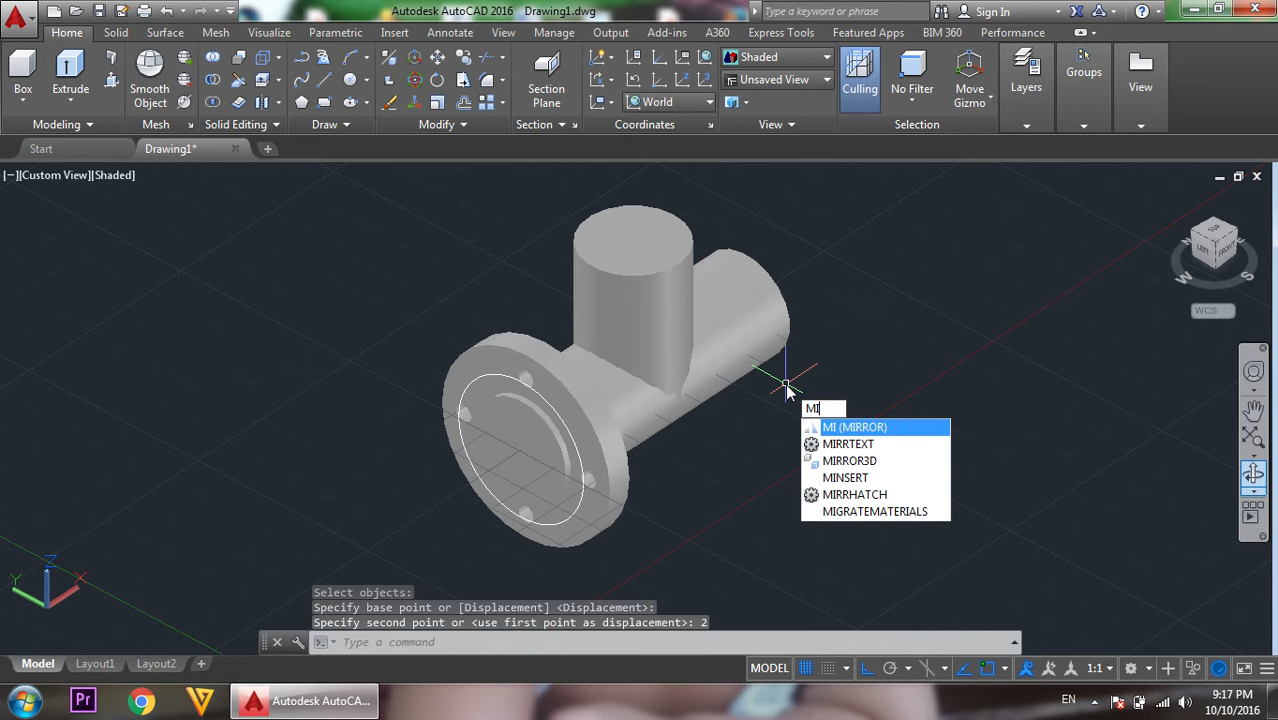 Autodesk AutoCAD 2016 Drawing1.dwg
Type a keyword or phrase
Sign In
Home Solid Surface Mesh Visualize Parametric Insert Annotate View Manage Output Add-ins A360 Express Tools Featured Apps BIM 360 Performance
Box
Extrude
Smooth
Object
Section
Plane
World
Shaded
Unsaved View
Culling
No Filter
Move
Gizmo
Layers
Groups
View
Modeling Mesh Solid Editing Draw Modify Section Coordinates View Selection
Start
Drawing1*
[−][Custom View][Shaded]
TOP
FRONT
W
S
WCS
MI
MI (MIRROR)
MIRRTEXT
MIRROR3D
MINSERT
MIRRHATCH
MIGRATEMATERIALS
Z
Y
X
Select objects:
Specify base point or [Displacement] <Displacement>:
Specify second point or <use first point as displacement>: 2
Type a command
Model Layout1 Layout2
MODEL
1:1
Pr
Autodesk AutoCA...
EN
9:17 PM
10/10/2016